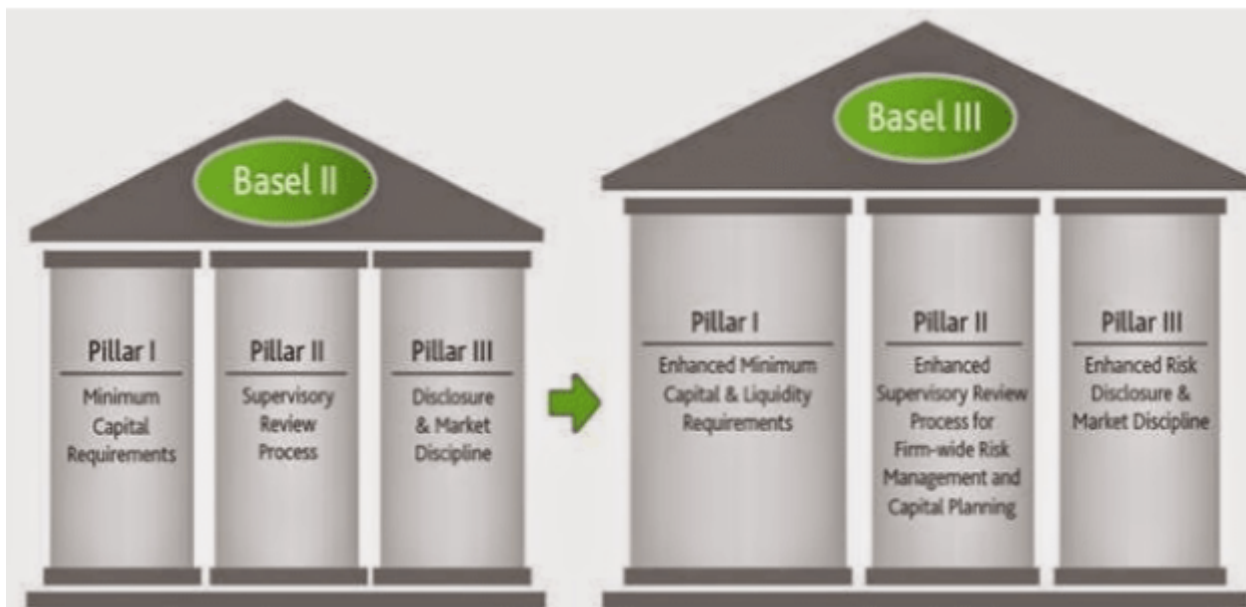 Basel II
Pillar I
Minimum
Capital
Requirements
Pillar II
Supervisory
Review
Process
Pillar III
Disclosure
& Market
Discipline
Basel III
Pillar I
Enhanced Minimum
Capital & Liquidity
Requirements
Pillar II
Enhanced
Supervisory Review
Process for
Firm-wide Risk
Management and
Capital Planning
Pillar III
Enhanced Risk
Disclosure &
Market Discipline